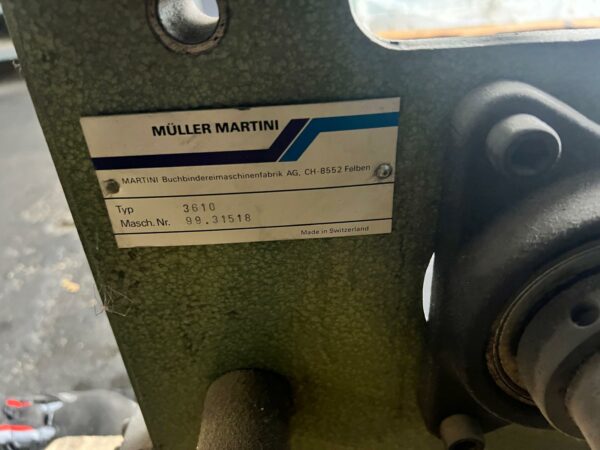 MÜLLER MARTINI
MARTINI Buchbindereimaschinenfabrik AG, CH-8552 Felben
Typ 3610
Masch. Nr. 99.31518
Made in Switzerland